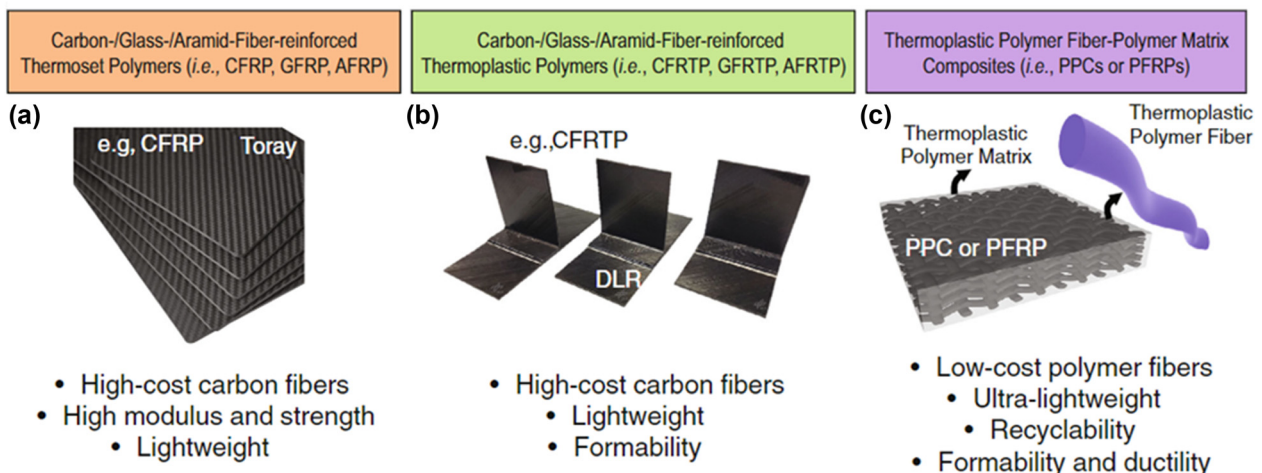 Carbon-/Glass-/Aramid-Fiber-reinforced
Thermoset Polymers (i.e., CFRP, GFRP, AFRP)
Carbon-/Glass-/Aramid-Fiber-reinforced
Thermoplastic Polymers (i.e., CFRTP, GFRTP, AFRTP)
Thermoplastic Polymer Fiber-Polymer Matrix
Composites (i.e., PPCs or PFRPs)
(a)
e.g, CFRP
Toray
• High-cost carbon fibers
• High modulus and strength
• Lightweight
(b)
e.g.,CFRTP
DLR
• High-cost carbon fibers
• Lightweight
• Formability
(c)
Thermoplastic
Polymer Matrix
Thermoplastic
Polymer Fiber
PPC or PFRP
• Low-cost polymer fibers
• Ultra-lightweight
• Recyclability
• Formability and ductility